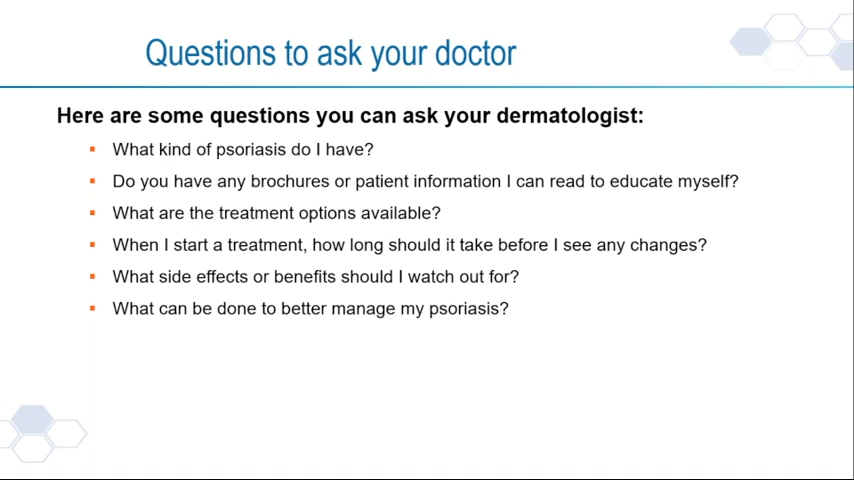 Questions to ask your doctor
Here are some questions you can ask your dermatologist:
What kind of psoriasis do I have?
Do you have any brochures or patient information I can read to educate myself?
What are the treatment options available?
When I start a treatment, how long should it take before I see any changes?
What side effects or benefits should I watch out for?
What can be done to better manage my psoriasis?